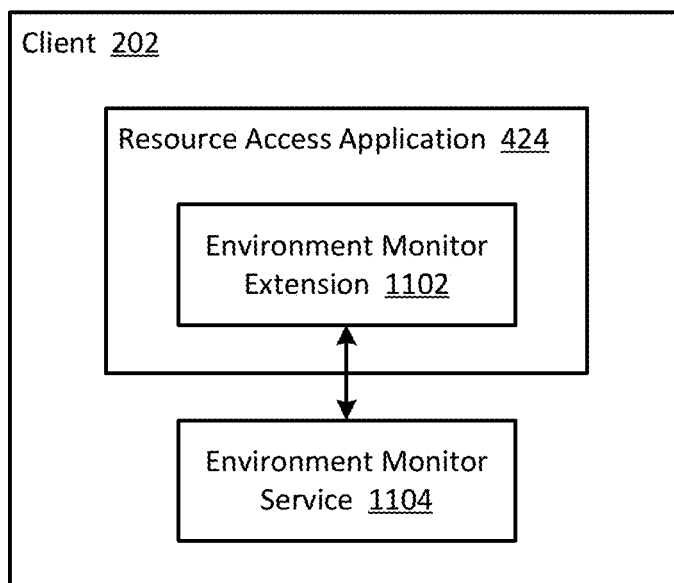 Client 202
Resource Access Application 424
Environment Monitor
Extension 1102
Environment Monitor
Service 1104